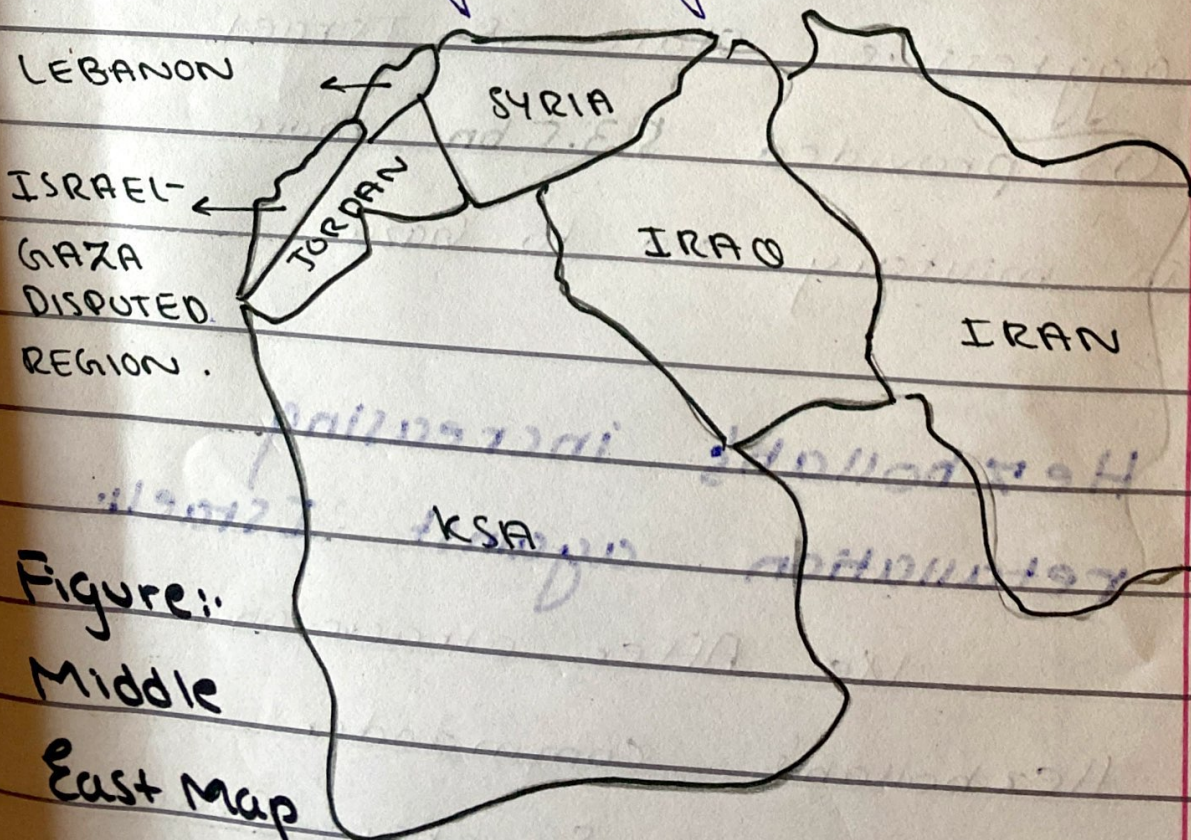 LEBANON
SYRIA
ISRAEL-
GAZA
DISPUTED
REGION.
JORDAN
IRAQ
IRAN
KSA
Figure:
Middle
East Map